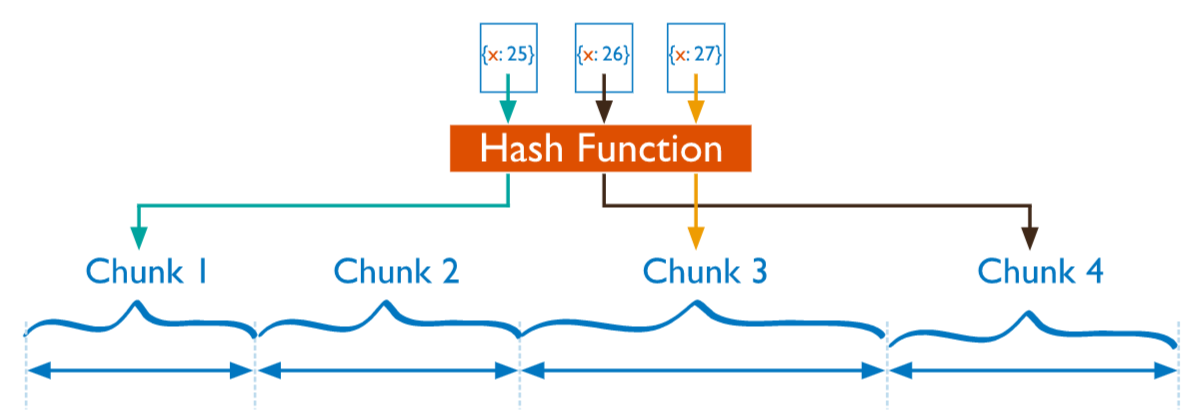 {x: 25} {x: 26} {x: 27}
Hash Function
Chunk 1 Chunk 2 Chunk 3 Chunk 4